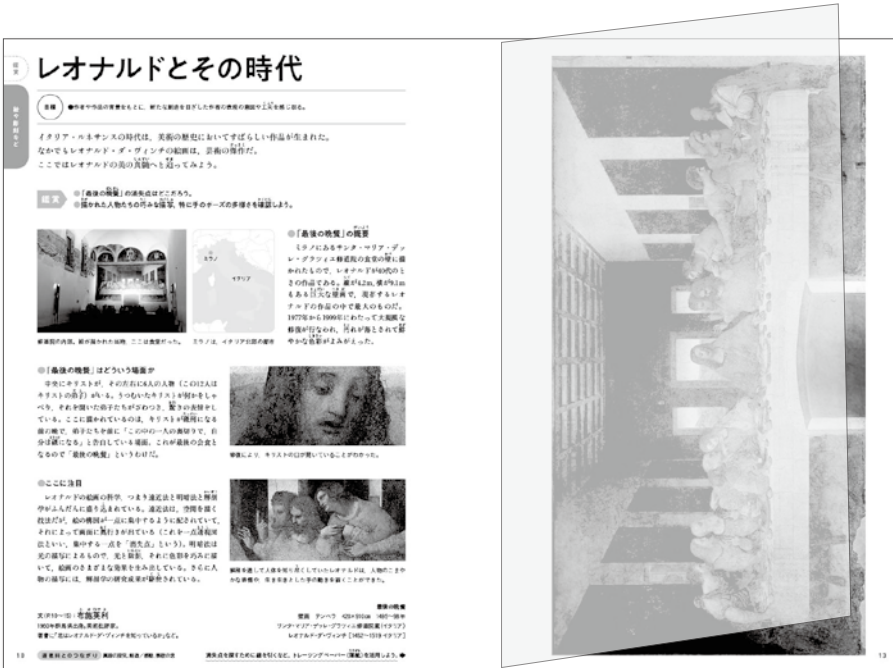 鑑賞
レオナルドとその時代
目標 ●作者や作品の背景をもとに，新たな創造を目ざした作者の表現の意図や工夫を感じ取る。
イタリア・ルネサンスの時代は，美術の歴史においてすばらしい作品が生まれた。
なかでもレオナルド・ダ・ヴィンチの絵画は，芸術の傑作だ。
ここではレオナルドの美の真髄へと迫ってみよう。
鑑賞
●「最後の晩餐」の消失点はどこだろう。
●描かれた人物たちの巧みな描写，特に手のポーズの多様さを確認しよう。
ミラノ
イタリア
修道院の内部。絵が描かれた当時，ここは食堂だった。
ミラノは，イタリア北部の都市
●「最後の晩餐」の概要
ミラノにあるサンタ・マリア・デッ
レ・グラツィエ修道院の食堂の壁に描
かれたもので，レオナルドが40代のと
きの作品である。縦が4.2m，横が9.1m
もある巨大な壁画で，現存するレオ
ナルドの作品の中で最大のものだ。
1977年から1999年にわたって大規模な
修復が行なわれ，汚れが落とされて鮮
やかな色彩がよみがえった。
●「最後の晩餐」はどういう場面か
中央にキリストが，その左右に6人の人物（この12人は
キリストの弟子）がいる。うつむいたキリストが何かをしゃ
べり，それを聞いた弟子たちがざわつき，驚きの表情をし
ている。ここに描かれているのは，キリストが磔刑になる
前の晩で，弟子たちを前に「この中の一人の裏切りで，自
分は磔になる」と告白している場面。これが最後の会食と
なるので「最後の晩餐」というわけだ。
修復により，キリストの口が開いていることがわかった。
●ここに注目
レオナルドの絵画の科学，つまり遠近法と明暗法と解剖
学がふんだんに盛り込まれている。遠近法は，空間を描く
技法だが，絵の構図が一点に集中するように配されていて，
それによって画面に奥行きが出ている（これを一点透視図
法といい，集中する一点を「消失点」という）。明暗法は
光の描写によるもので，光と陰影，それに色彩を巧みに描
いて，絵画のさまざまな効果を生み出している。さらに人
物の描写には，解剖学の研究成果が駆使されている。
解剖を通して人体を知り尽くしていたレオナルドは，人物のこまや
かな表情や，生き生きとした手の動きを描くことができた。
文（P.10〜15）：布施英利
1960年群馬県出身。美術批評家。
著書に「君はレオナルド・ダ・ヴィンチを知っているか」など。
最後の晩餐
壁画　テンペラ　420×910cm　1495〜98年
サンタ・マリア・デッレ・グラツィエ修道院蔵［イタリア］
レオナルド・ダ・ヴィンチ［1452〜1519 イタリア］
消失点を探すために線を引くなど，トレーシングペーパー（薄紙）を活用しよう。
13